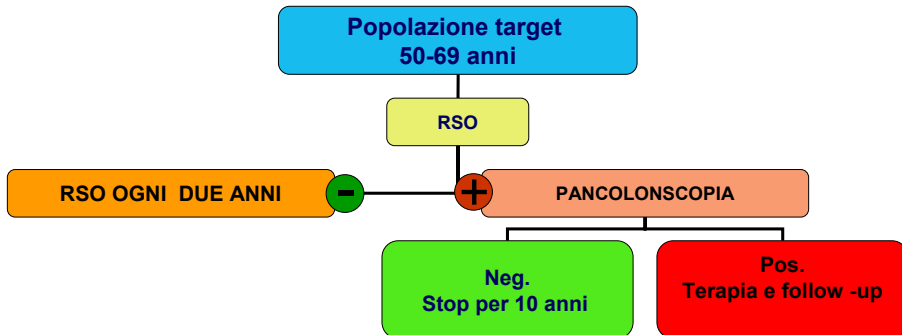 Popolazione target
50-69 anni
RSO
RSO OGNI DUE ANNI
-
+
PANCOLONSCOPIA
Neg.
Stop per 10 anni
Pos.
Terapia e follow -up